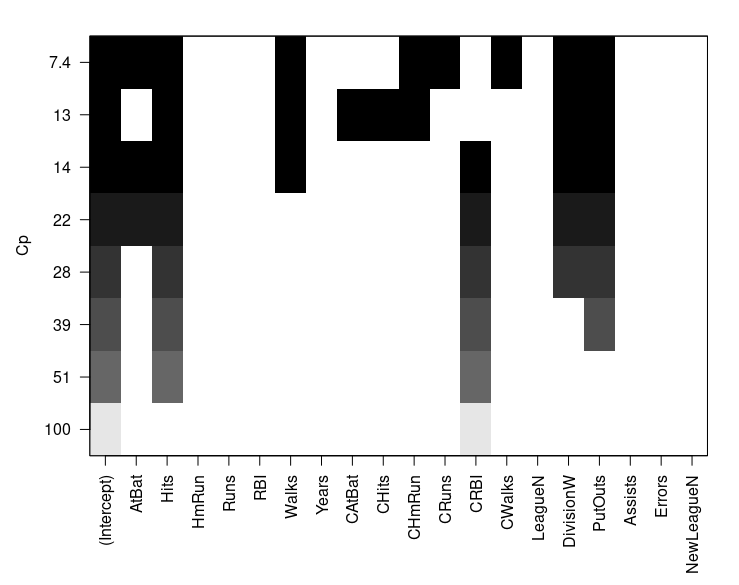 7.4
13
14
22
28
39
51
100
Cp
(Intercept)
AtBat
Hits
HmRun
Runs
RBI
Walks
Years
CAtBat
CHits
CHmRun
CRuns
CRBI
CWalks
LeagueN
DivisionW
PutOuts
Assists
Errors
NewLeagueN